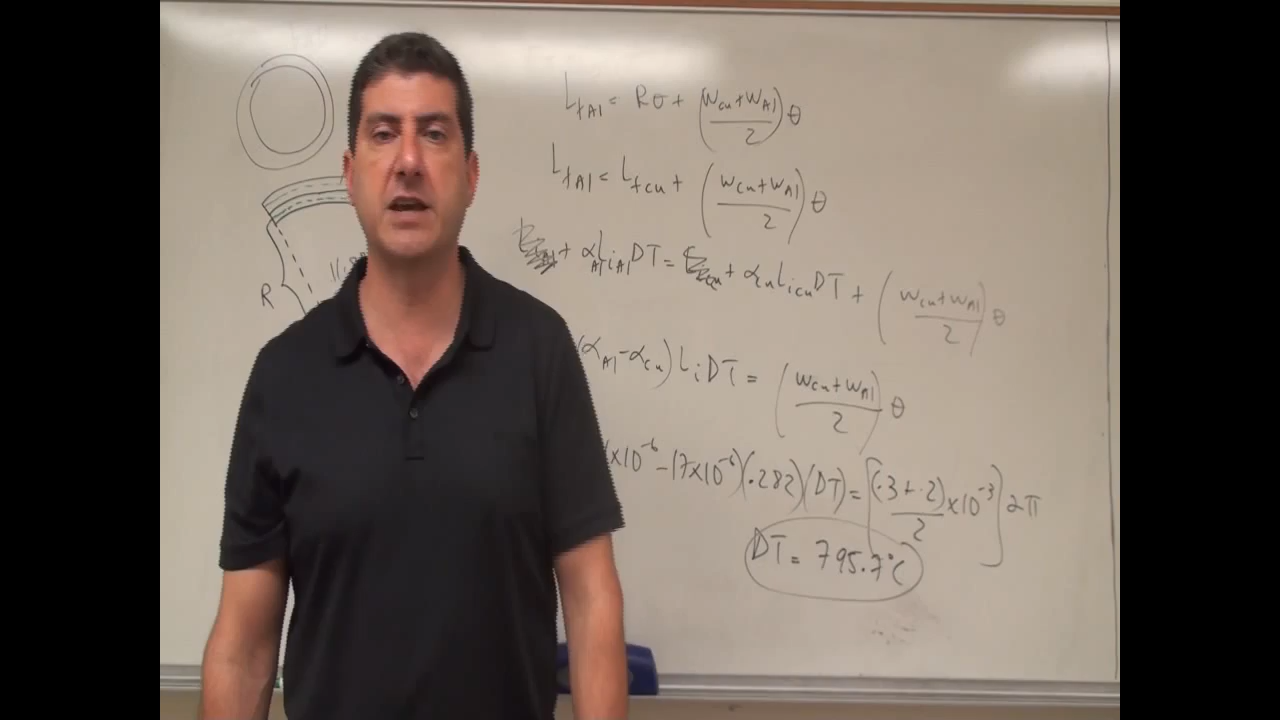 L_fAl = Rθ + (w_cu + w_Al / 2) θ
L_fAl = L_fcu + (w_cu + w_Al / 2) θ
+ α_Al L_iAl DT = + α_cu L_icu DT + (w_cu + w_Al / 2) θ
(α_Al - α_cu) L_i DT = (w_cu + w_Al / 2) θ
×10^-6 - 17×10^-6)(.282)(DT) = [(.3 + .2) / 2 ×10^-3] 2π
DT = 795.7°C
R